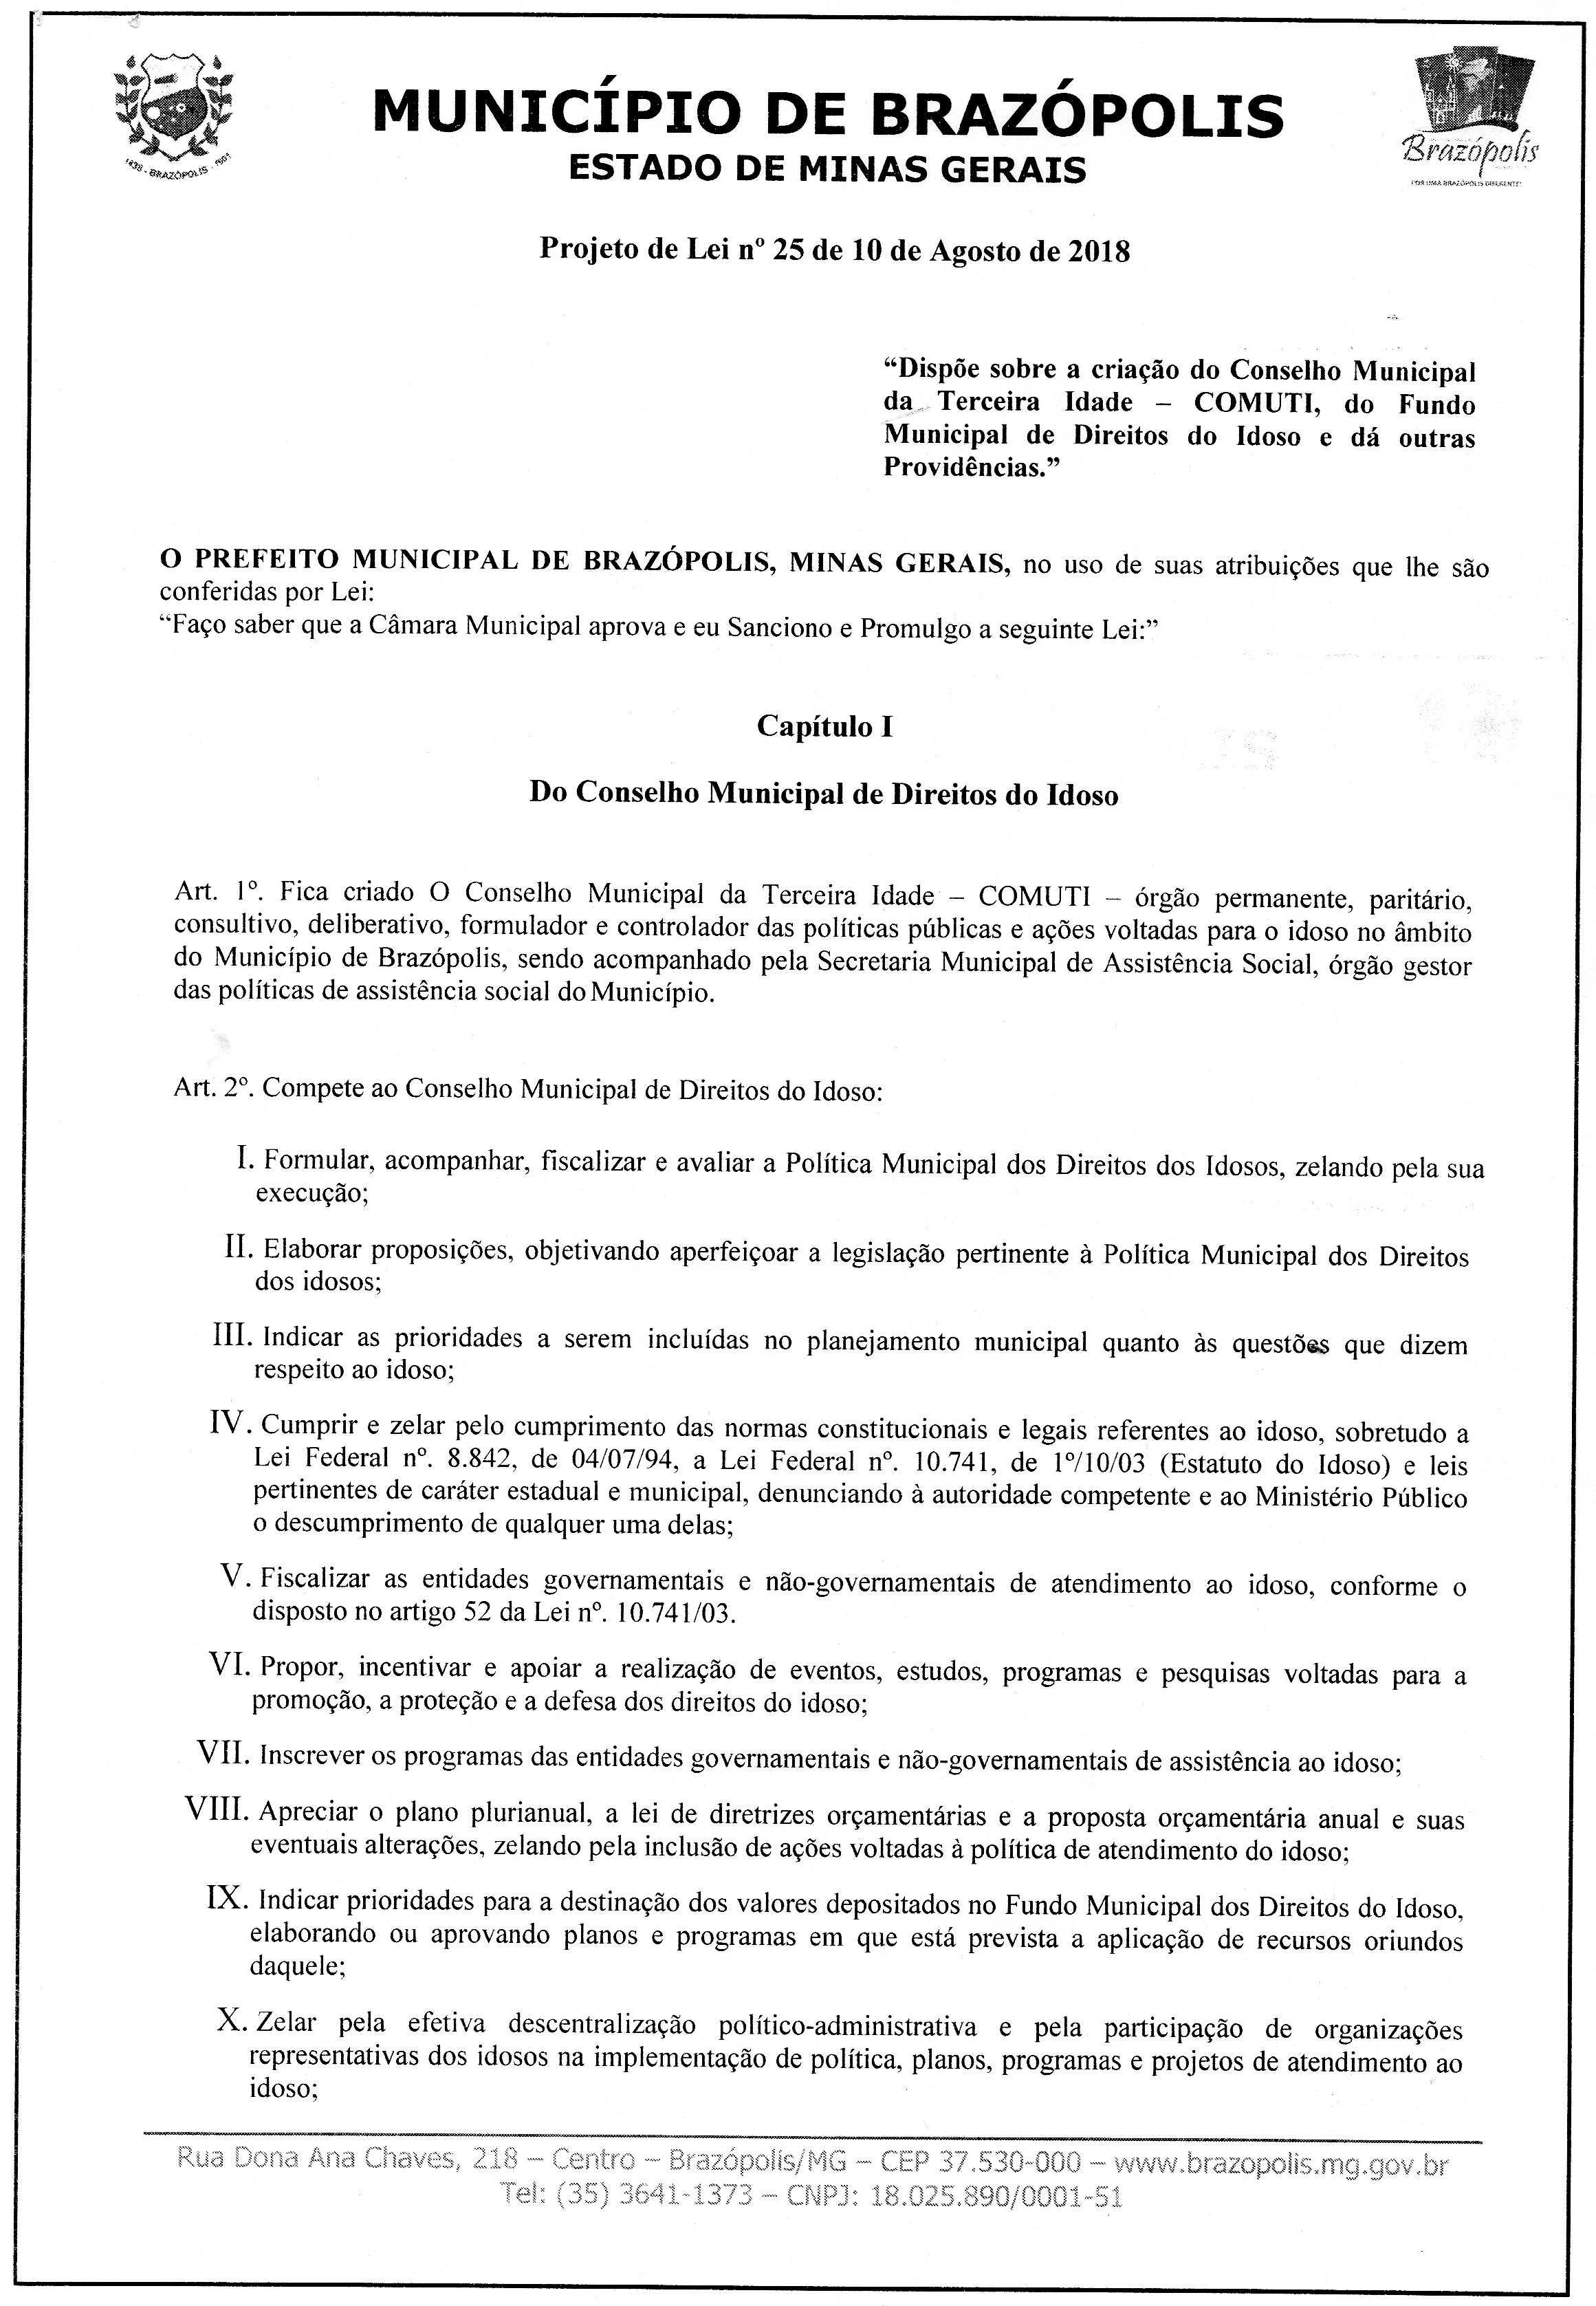 MUNICÍPIO DE BRAZÓPOLIS
ESTADO DE MINAS GERAIS
BRAZÓPOLIS
Brazópolis
POR UMA BRAZÓPOLIS DIFERENTE!
Projeto de Lei nº 25 de 10 de Agosto de 2018
“Dispõe sobre a criação do Conselho Municipal
da Terceira Idade – COMUTI, do Fundo
Municipal de Direitos do Idoso e dá outras
Providências.”
O PREFEITO MUNICIPAL DE BRAZÓPOLIS, MINAS GERAIS, no uso de suas atribuições que lhe são
conferidas por Lei:
“Faço saber que a Câmara Municipal aprova e eu Sanciono e Promulgo a seguinte Lei:”
Capítulo I
Do Conselho Municipal de Direitos do Idoso
Art. 1º. Fica criado O Conselho Municipal da Terceira Idade – COMUTI – órgão permanente, paritário,
consultivo, deliberativo, formulador e controlador das políticas públicas e ações voltadas para o idoso no âmbito
do Município de Brazópolis, sendo acompanhado pela Secretaria Municipal de Assistência Social, órgão gestor
das políticas de assistência social do Município.
Art. 2º. Compete ao Conselho Municipal de Direitos do Idoso:
I. Formular, acompanhar, fiscalizar e avaliar a Política Municipal dos Direitos dos Idosos, zelando pela sua
execução;
II. Elaborar proposições, objetivando aperfeiçoar a legislação pertinente à Política Municipal dos Direitos
dos idosos;
III. Indicar as prioridades a serem incluídas no planejamento municipal quanto às questões que dizem
respeito ao idoso;
IV. Cumprir e zelar pelo cumprimento das normas constitucionais e legais referentes ao idoso, sobretudo a
Lei Federal nº. 8.842, de 04/07/94, a Lei Federal nº. 10.741, de 1º/10/03 (Estatuto do Idoso) e leis
pertinentes de caráter estadual e municipal, denunciando à autoridade competente e ao Ministério Público
o descumprimento de qualquer uma delas;
V. Fiscalizar as entidades governamentais e não-governamentais de atendimento ao idoso, conforme o
disposto no artigo 52 da Lei nº. 10.741/03.
VI. Propor, incentivar e apoiar a realização de eventos, estudos, programas e pesquisas voltadas para a
promoção, a proteção e a defesa dos direitos do idoso;
VII. Inscrever os programas das entidades governamentais e não-governamentais de assistência ao idoso;
VIII. Apreciar o plano plurianual, a lei de diretrizes orçamentárias e a proposta orçamentária anual e suas
eventuais alterações, zelando pela inclusão de ações voltadas à política de atendimento do idoso;
IX. Indicar prioridades para a destinação dos valores depositados no Fundo Municipal dos Direitos do Idoso,
elaborando ou aprovando planos e programas em que está prevista a aplicação de recursos oriundos
daquele;
X. Zelar pela efetiva descentralização político-administrativa e pela participação de organizações
representativas dos idosos na implementação de política, planos, programas e projetos de atendimento ao
idoso;
Rua Dona Ana Chaves, 218 – Centro – Brazópolis/MG – CEP 37.530-000 – www.brazopolis.mg.gov.br
Tel: (35) 3641-1373 – CNPJ: 18.025.890/0001-51